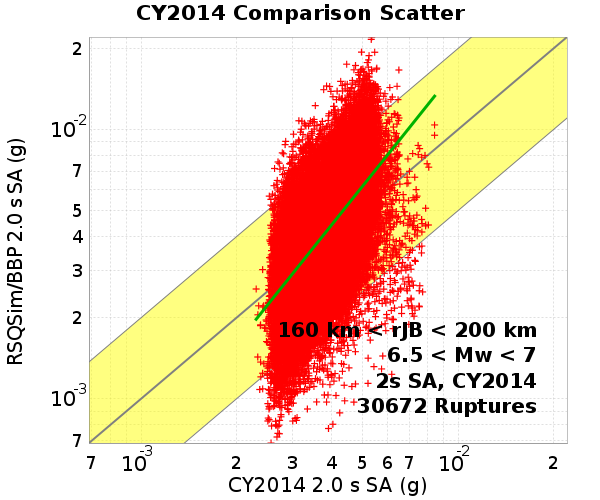 CY2014 Comparison Scatter
RSQSim/BBP 2.0 s SA (g)
2
10⁻²
7
5
4
3
2
10⁻³
7
160 km < rJB < 200 km
6.5 < Mw < 7
2s SA, CY2014
30672 Ruptures
7 10⁻³ 2 3 4 5 6 7 10⁻² 2
CY2014 2.0 s SA (g)